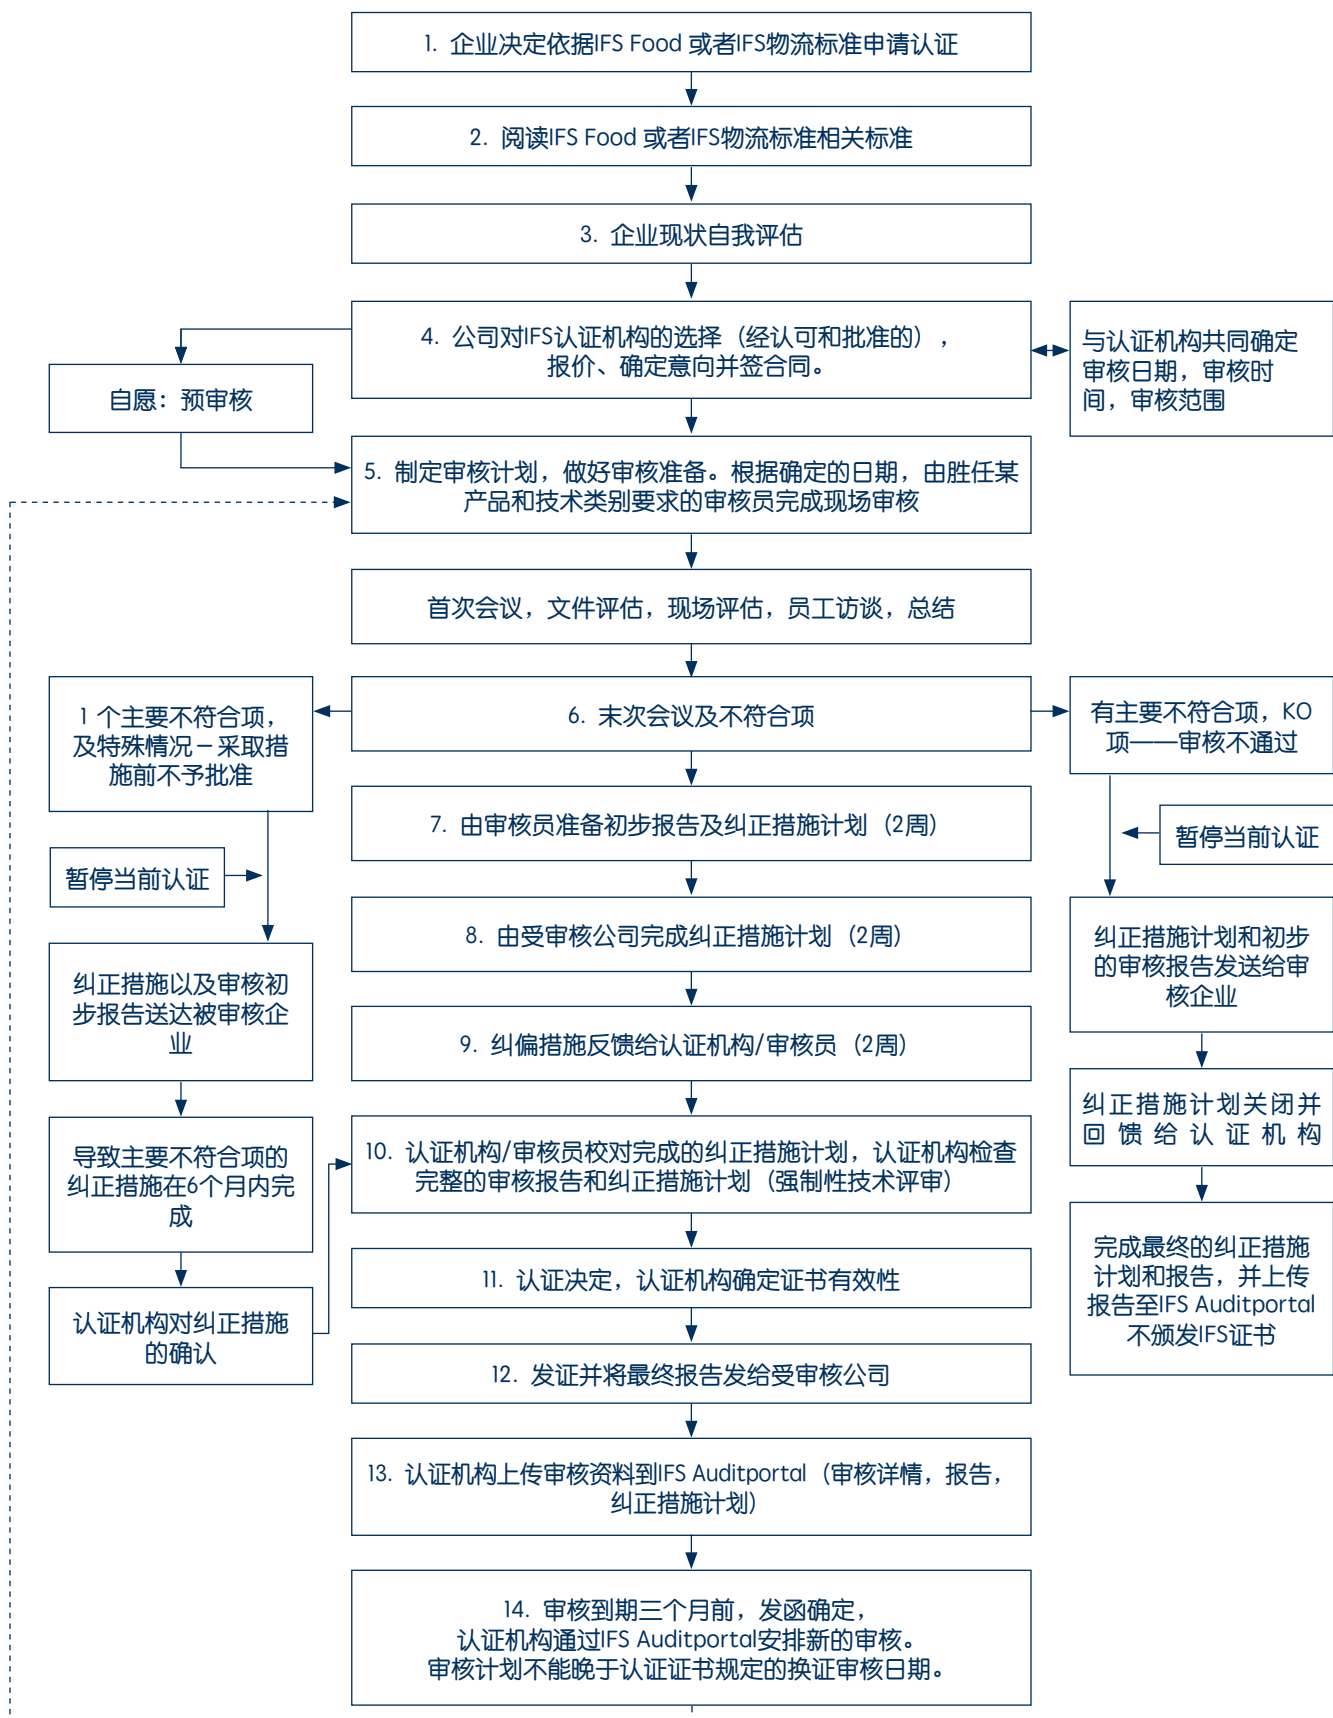 1. 企业决定依据IFS Food 或者IFS物流标准申请认证
2. 阅读IFS Food 或者IFS物流标准相关标准
3. 企业现状自我评估
4. 公司对IFS认证机构的选择（经认可和批准的），
报价、确定意向并签合同。
与认证机构共同确定
审核日期，审核时
间，审核范围
自愿：预审核
5. 制定审核计划，做好审核准备。根据确定的日期，由胜任某
产品和技术类别要求的审核员完成现场审核
首次会议，文件评估，现场评估，员工访谈，总结
1 个主要不符合项，
及特殊情况－采取措
施前不予批准
6. 末次会议及不符合项
有主要不符合项，KO
项——审核不通过
7. 由审核员准备初步报告及纠正措施计划（2周）
暂停当前认证
暂停当前认证
8. 由受审核公司完成纠正措施计划（2周）
纠正措施以及审核初
步报告送达被审核企
业
纠正措施计划和初步
的审核报告发送给审
核企业
9. 纠偏措施反馈给认证机构/审核员（2周）
纠正措施计划关闭并
回馈给认证机构
导致主要不符合项的
纠正措施在6个月内完
成
10. 认证机构/审核员校对完成的纠正措施计划，认证机构检查
完整的审核报告和纠正措施计划（强制性技术评审）
11. 认证决定，认证机构确定证书有效性
完成最终的纠正措施
计划和报告，并上传
报告至IFS Auditportal
不颁发IFS证书
认证机构对纠正措施
的确认
12. 发证并将最终报告发给受审核公司
13. 认证机构上传审核资料到IFS Auditportal（审核详情，报告，
纠正措施计划）
14. 审核到期三个月前，发函确定，
认证机构通过IFS Auditportal安排新的审核。
审核计划不能晚于认证证书规定的换证审核日期。